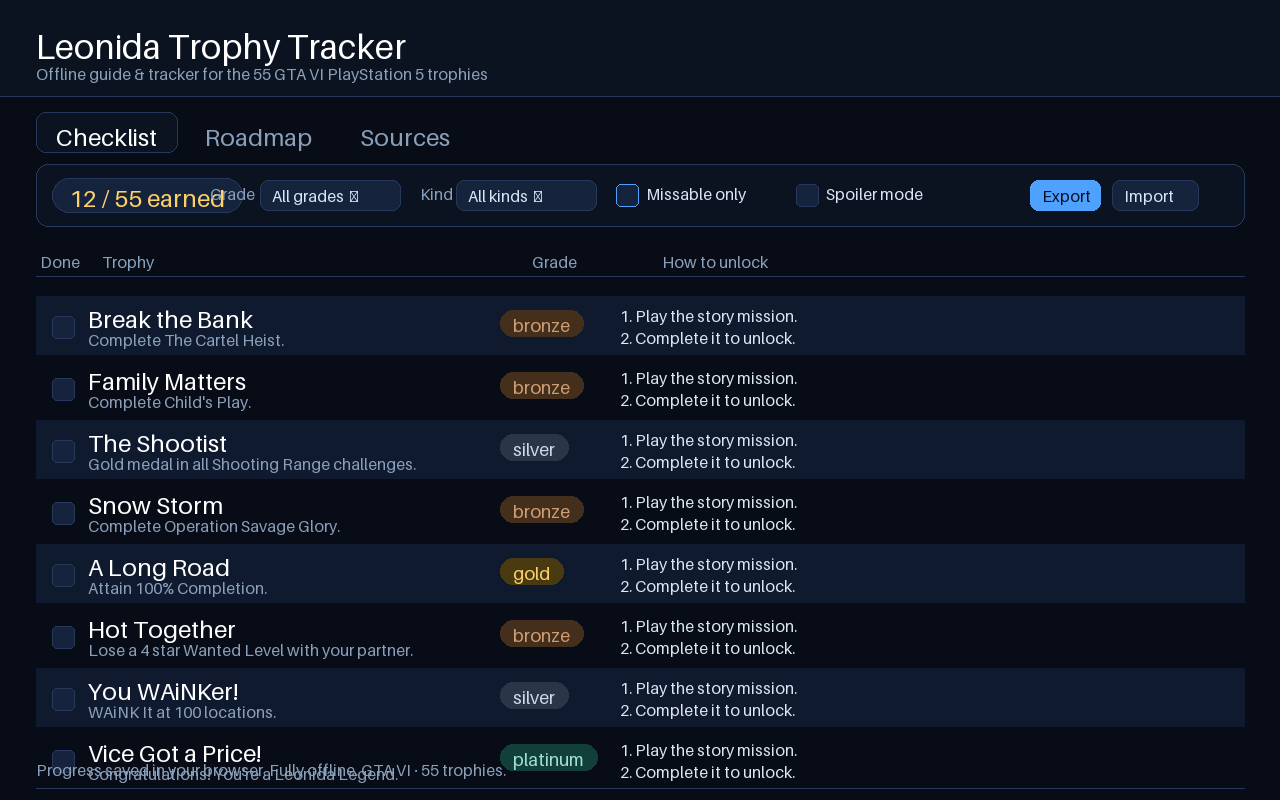 Leonida Trophy Tracker
Offline guide & tracker for the 55 GTA VI PlayStation 5 trophies
Checklist Roadmap Sources
12 / 55 earned Grade All grades Kind All kinds Missable only Spoiler mode Export Import
Done Trophy Grade How to unlock
Break the Bank bronze 1. Play the story mission.
Complete The Cartel Heist. 2. Complete it to unlock.
Family Matters bronze 1. Play the story mission.
Complete Child's Play. 2. Complete it to unlock.
The Shootist silver 1. Play the story mission.
Gold medal in all Shooting Range challenges. 2. Complete it to unlock.
Snow Storm bronze 1. Play the story mission.
Complete Operation Savage Glory. 2. Complete it to unlock.
A Long Road gold 1. Play the story mission.
Attain 100% Completion. 2. Complete it to unlock.
Hot Together bronze 1. Play the story mission.
Lose a 4 star Wanted Level with your partner. 2. Complete it to unlock.
You WAiNKer! silver 1. Play the story mission.
WAiNK It at 100 locations. 2. Complete it to unlock.
Vice Got a Price! platinum 1. Play the story mission.
Progress saved in your browser. Fully offline. GTA VI · 55 trophies.
Congratulations! You're a Leonida Legend. 2. Complete it to unlock.